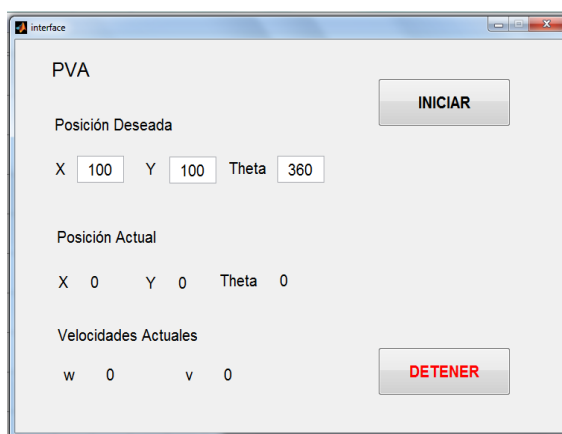 interface
PVA
INICIAR
Posición Deseada
X 100 Y 100 Theta 360
Posición Actual
X 0 Y 0 Theta 0
Velocidades Actuales
w 0 v 0
DETENER